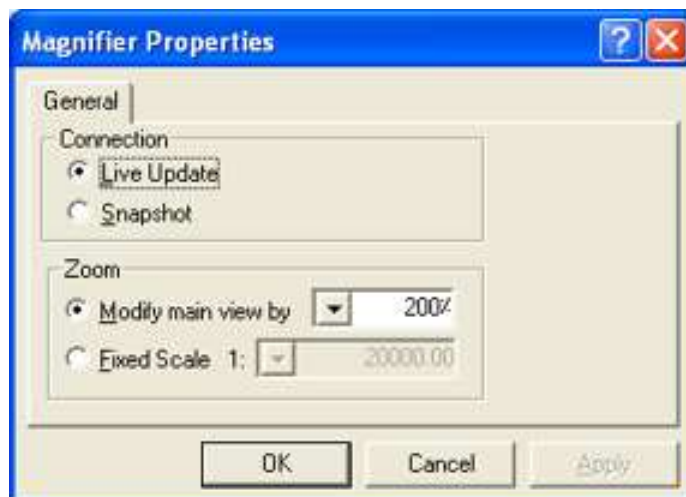 Magnifier Properties
General
Connection
Live Update
Snapshot
Zoom
Modify main view by 200%
Fixed Scale 1: 20000.00
OK Cancel Apply